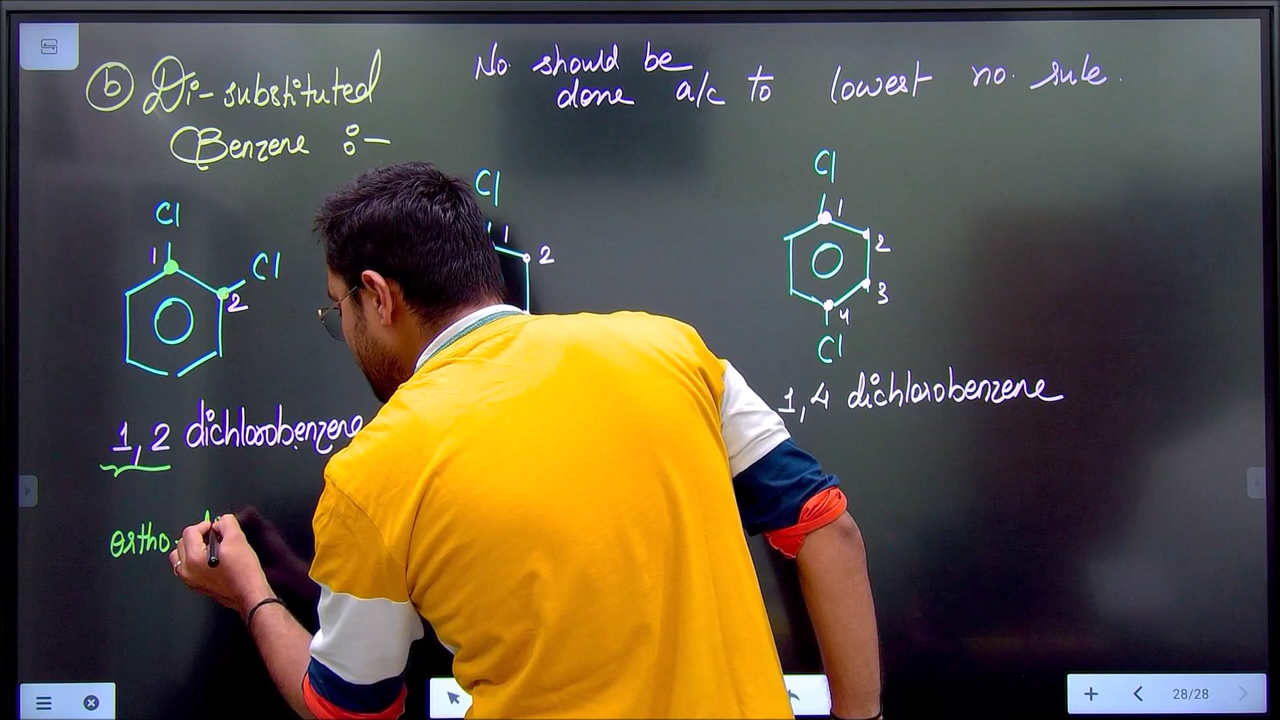 b Di-substituted
Benzene :-
No. should be
done a/c to lowest no. rule.
Cl
1
Cl
2
1,2 dichlorobenzene
ortho-
Cl
1
2
Cl
1
2
3
4
Cl
1,4 dichlorobenzene
28/28